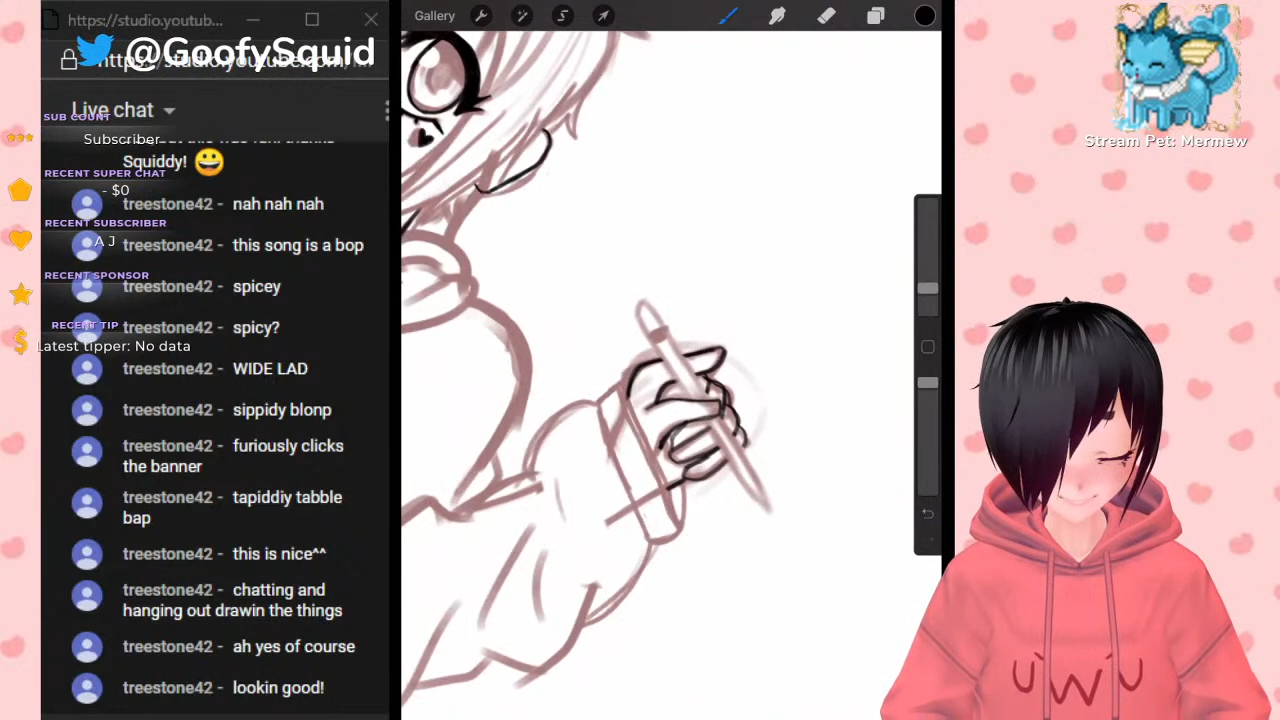 https://studio.youtub...
@GoofySquid
Live chat
SUB COUNT
Subscriber
Squiddy! 😀
RECENT SUPER CHAT
- $0
treestone42 - nah nah nah
RECENT SUBSCRIBER
A J
treestone42 - this song is a bop
RECENT SPONSOR
treestone42 - spicey
RECENT TIP
treestone42 - spicy?
Latest tipper: No data
treestone42 - WIDE LAD
treestone42 - sippidy blonp
treestone42 - furiously clicks
the banner
treestone42 - tapiddiy tabble
bap
treestone42 - this is nice^^
treestone42 - chatting and
hanging out drawin the things
treestone42 - ah yes of course
treestone42 - lookin good!
Gallery
Stream Pet: Mermew
UwU